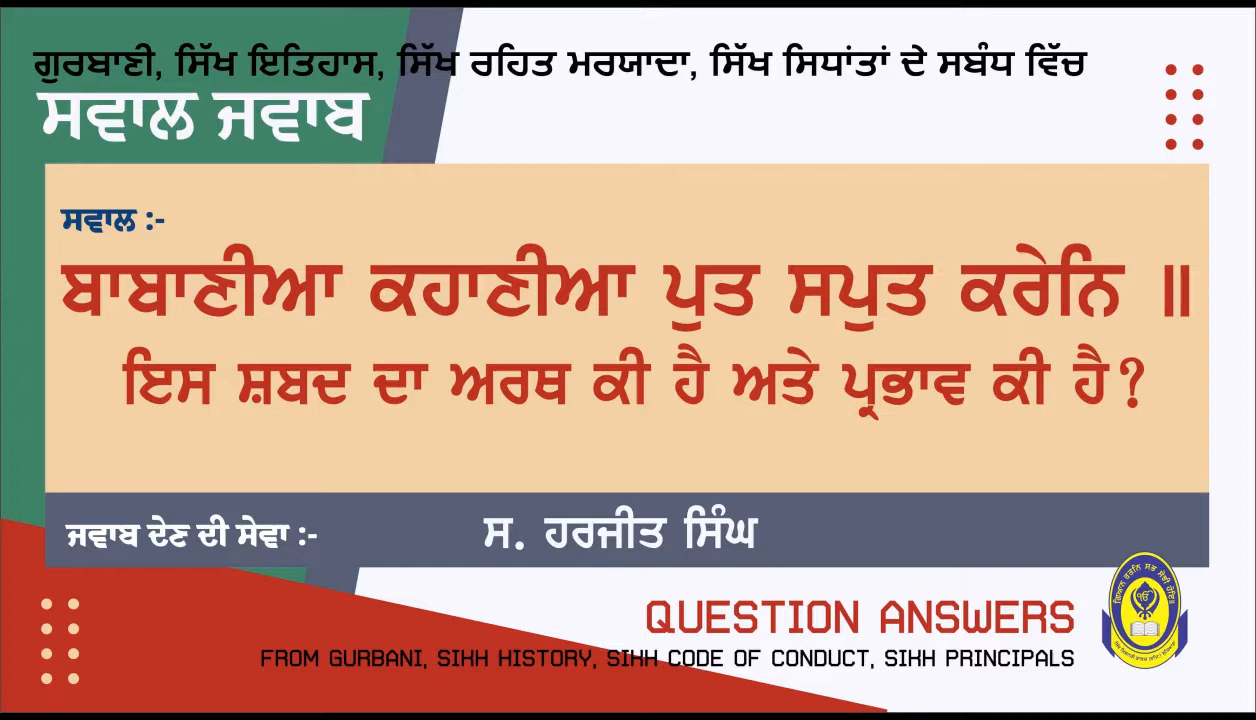 ਗੁਰਬਾਣੀ, ਸਿੱਖ ਇਤਿਹਾਸ, ਸਿੱਖ ਰਹਿਤ ਮਰਯਾਦਾ, ਸਿੱਖ ਸਿਧਾਂਤਾਂ ਦੇ ਸਬੰਧ ਵਿੱਚ
ਸਵਾਲ ਜਵਾਬ
ਸਵਾਲ :-
ਬਾਬਾਣੀਆ ਕਹਾਣੀਆ ਪੁਤ ਸਪੁਤ ਕਰੇਨਿ ॥
ਇਸ ਸ਼ਬਦ ਦਾ ਅਰਥ ਕੀ ਹੈ ਅਤੇ ਪ੍ਰਭਾਵ ਕੀ ਹੈ?
ਜਵਾਬ ਦੇਣ ਦੀ ਸੇਵਾ :- ਸ. ਹਰਜੀਤ ਸਿੰਘ
QUESTION ANSWERS
FROM GURBANI, SIKH HISTORY, SIKH CODE OF CONDUCT, SIKH PRINCIPALS